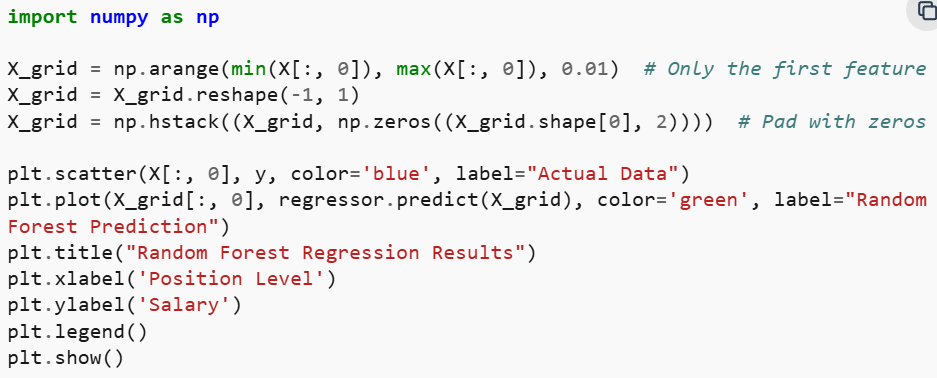 import numpy as np
X_grid = np.arange(min(X[:, 0]), max(X[:, 0]), 0.01)  # Only the first feature
X_grid = X_grid.reshape(-1, 1)
X_grid = np.hstack((X_grid, np.zeros((X_grid.shape[0], 2))))  # Pad with zeros
plt.scatter(X[:, 0], y, color='blue', label="Actual Data")
plt.plot(X_grid[:, 0], regressor.predict(X_grid), color='green', label="Random
Forest Prediction")
plt.title("Random Forest Regression Results")
plt.xlabel('Position Level')
plt.ylabel('Salary')
plt.legend()
plt.show()